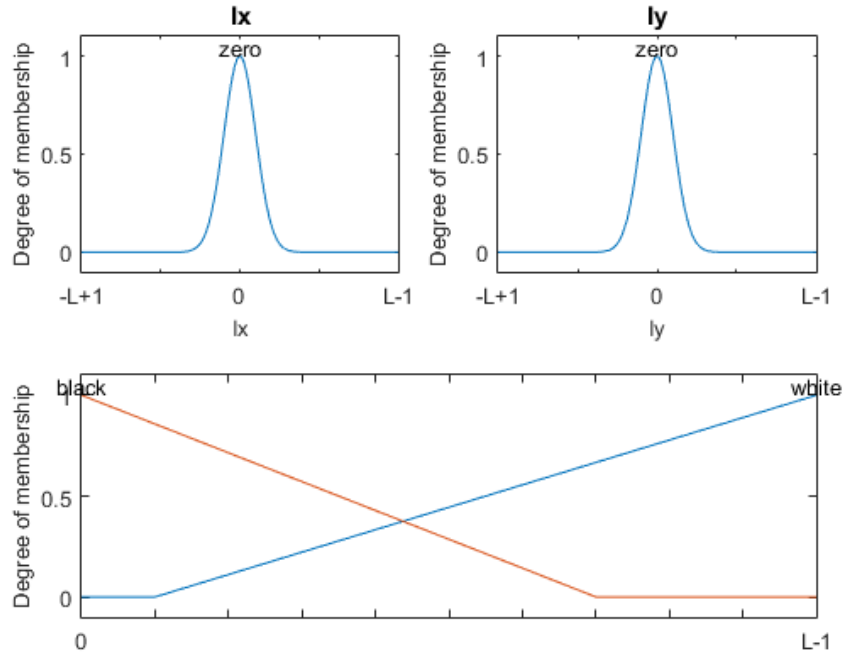 Ix
Iy
zero
zero
Degree of membership
Degree of membership
1
0.5
0
1
0.5
0
-L+1
0
L-1
-L+1
0
L-1
Ix
Iy
black
white
Degree of membership
1
0.5
0
0
L-1